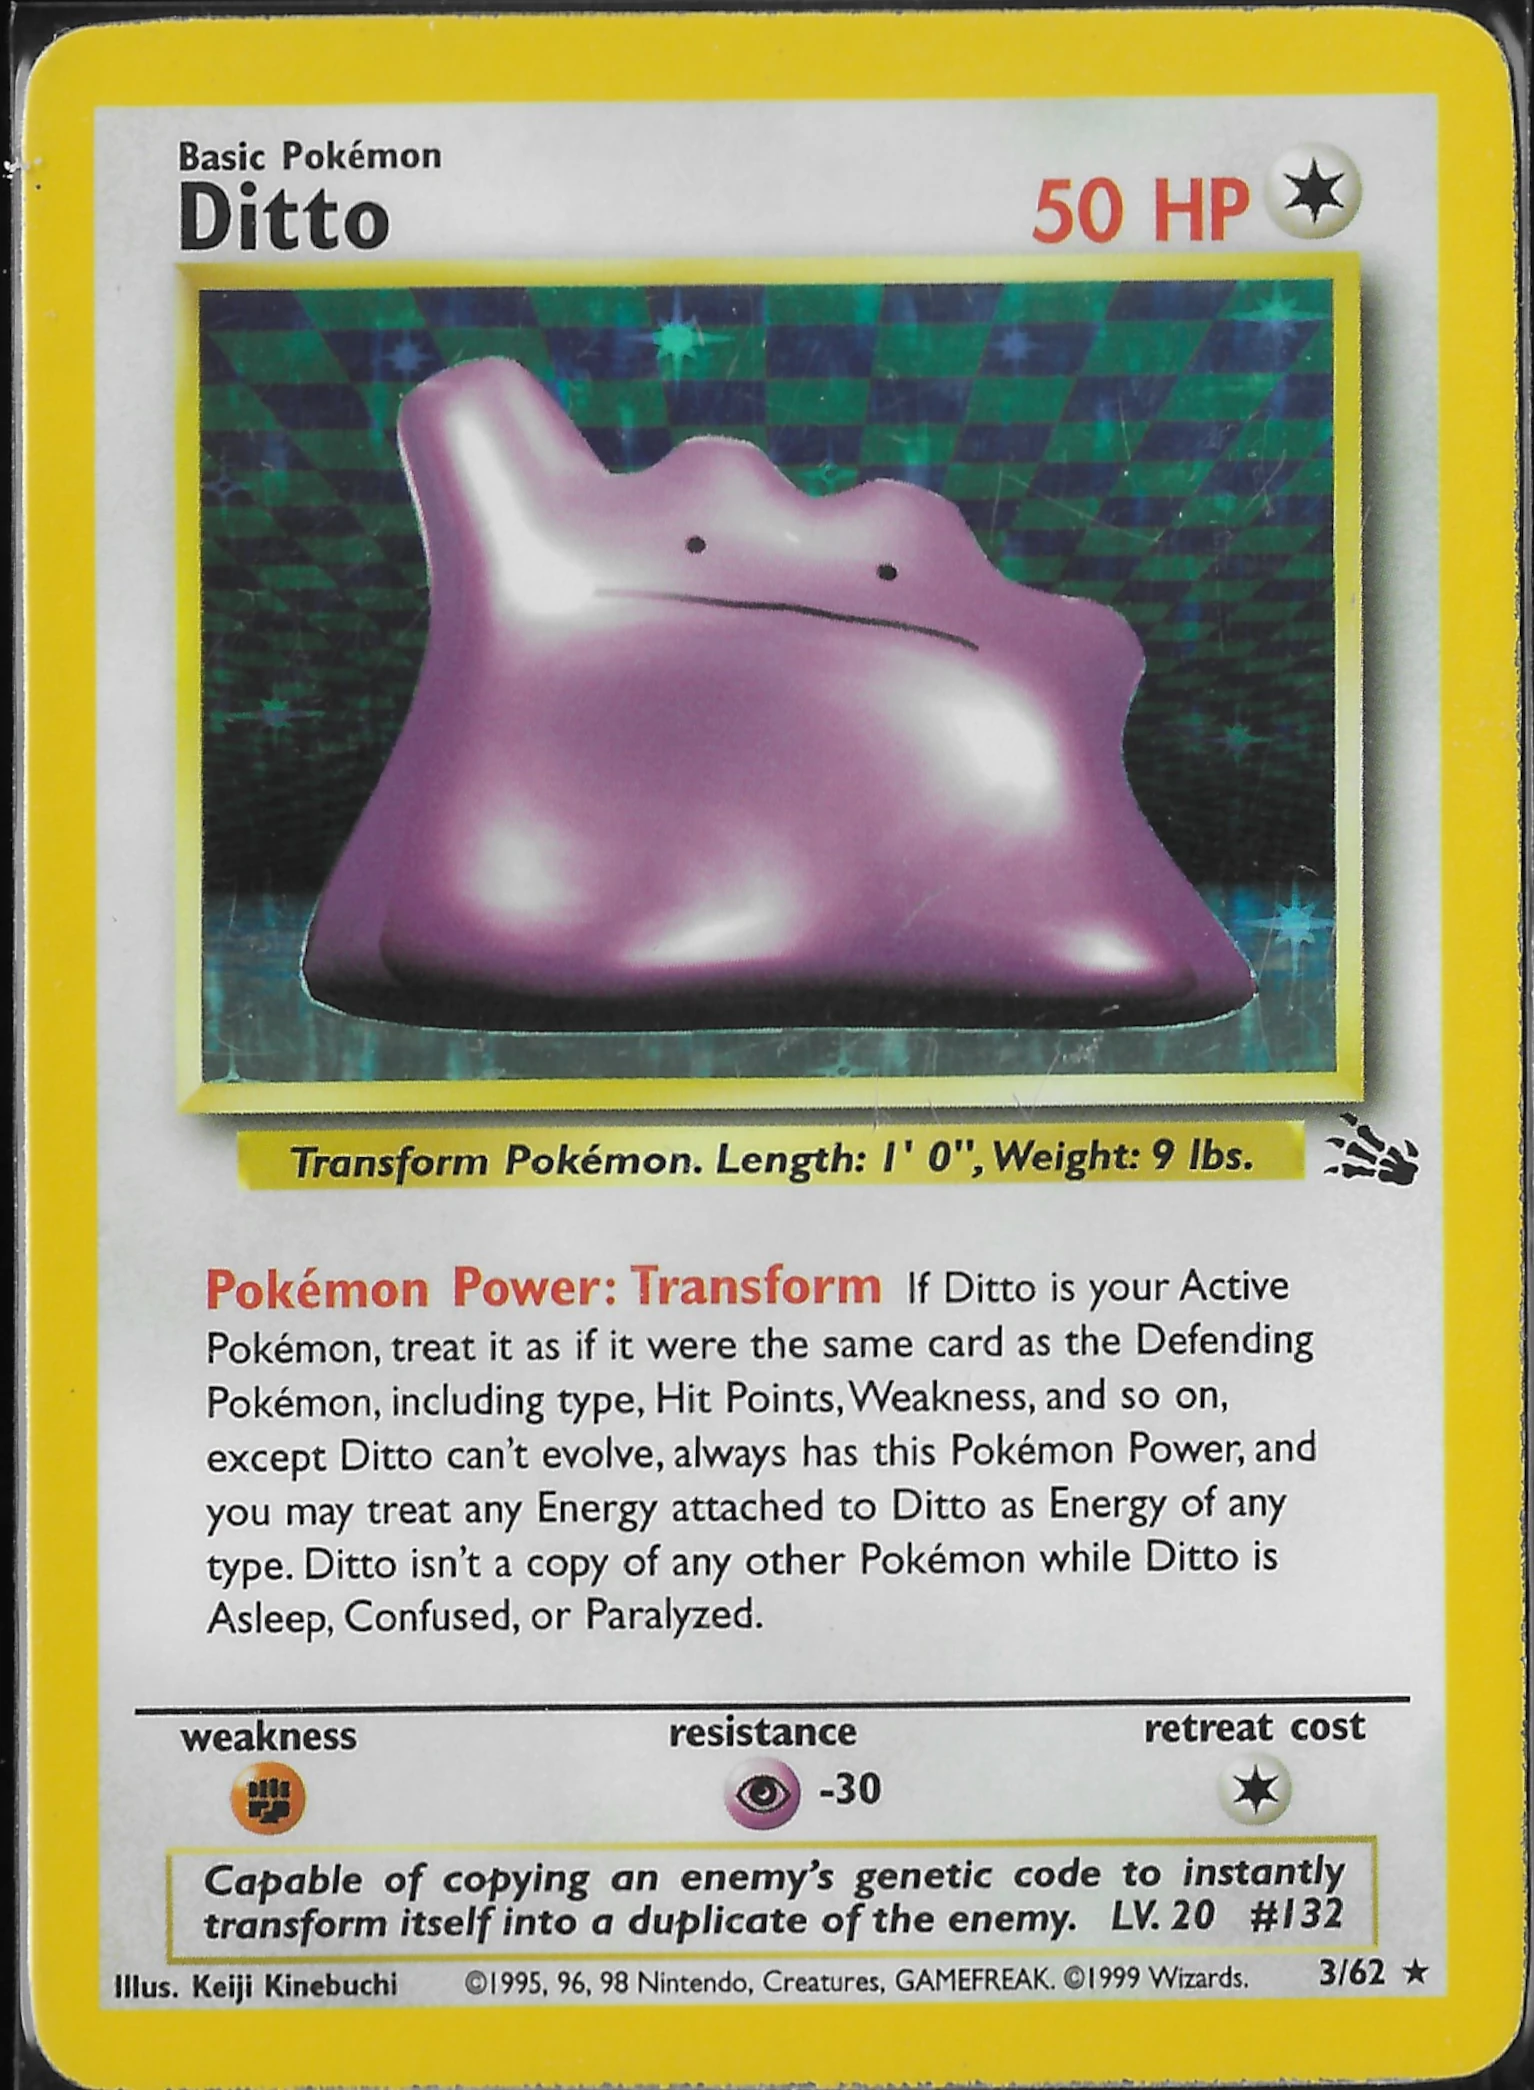 Basic Pokémon
Ditto
50 HP
Transform Pokémon. Length: 1' 0", Weight: 9 lbs.
Pokémon Power: Transform If Ditto is your Active
Pokémon, treat it as if it were the same card as the Defending
Pokémon, including type, Hit Points, Weakness, and so on,
except Ditto can't evolve, always has this Pokémon Power, and
you may treat any Energy attached to Ditto as Energy of any
type. Ditto isn't a copy of any other Pokémon while Ditto is
Asleep, Confused, or Paralyzed.
weakness resistance retreat cost
-30
Capable of copying an enemy's genetic code to instantly
transform itself into a duplicate of the enemy. LV. 20 #132
Illus. Keiji Kinebuchi ©1995, 96, 98 Nintendo, Creatures, GAMEFREAK. ©1999 Wizards. 3/62 ★